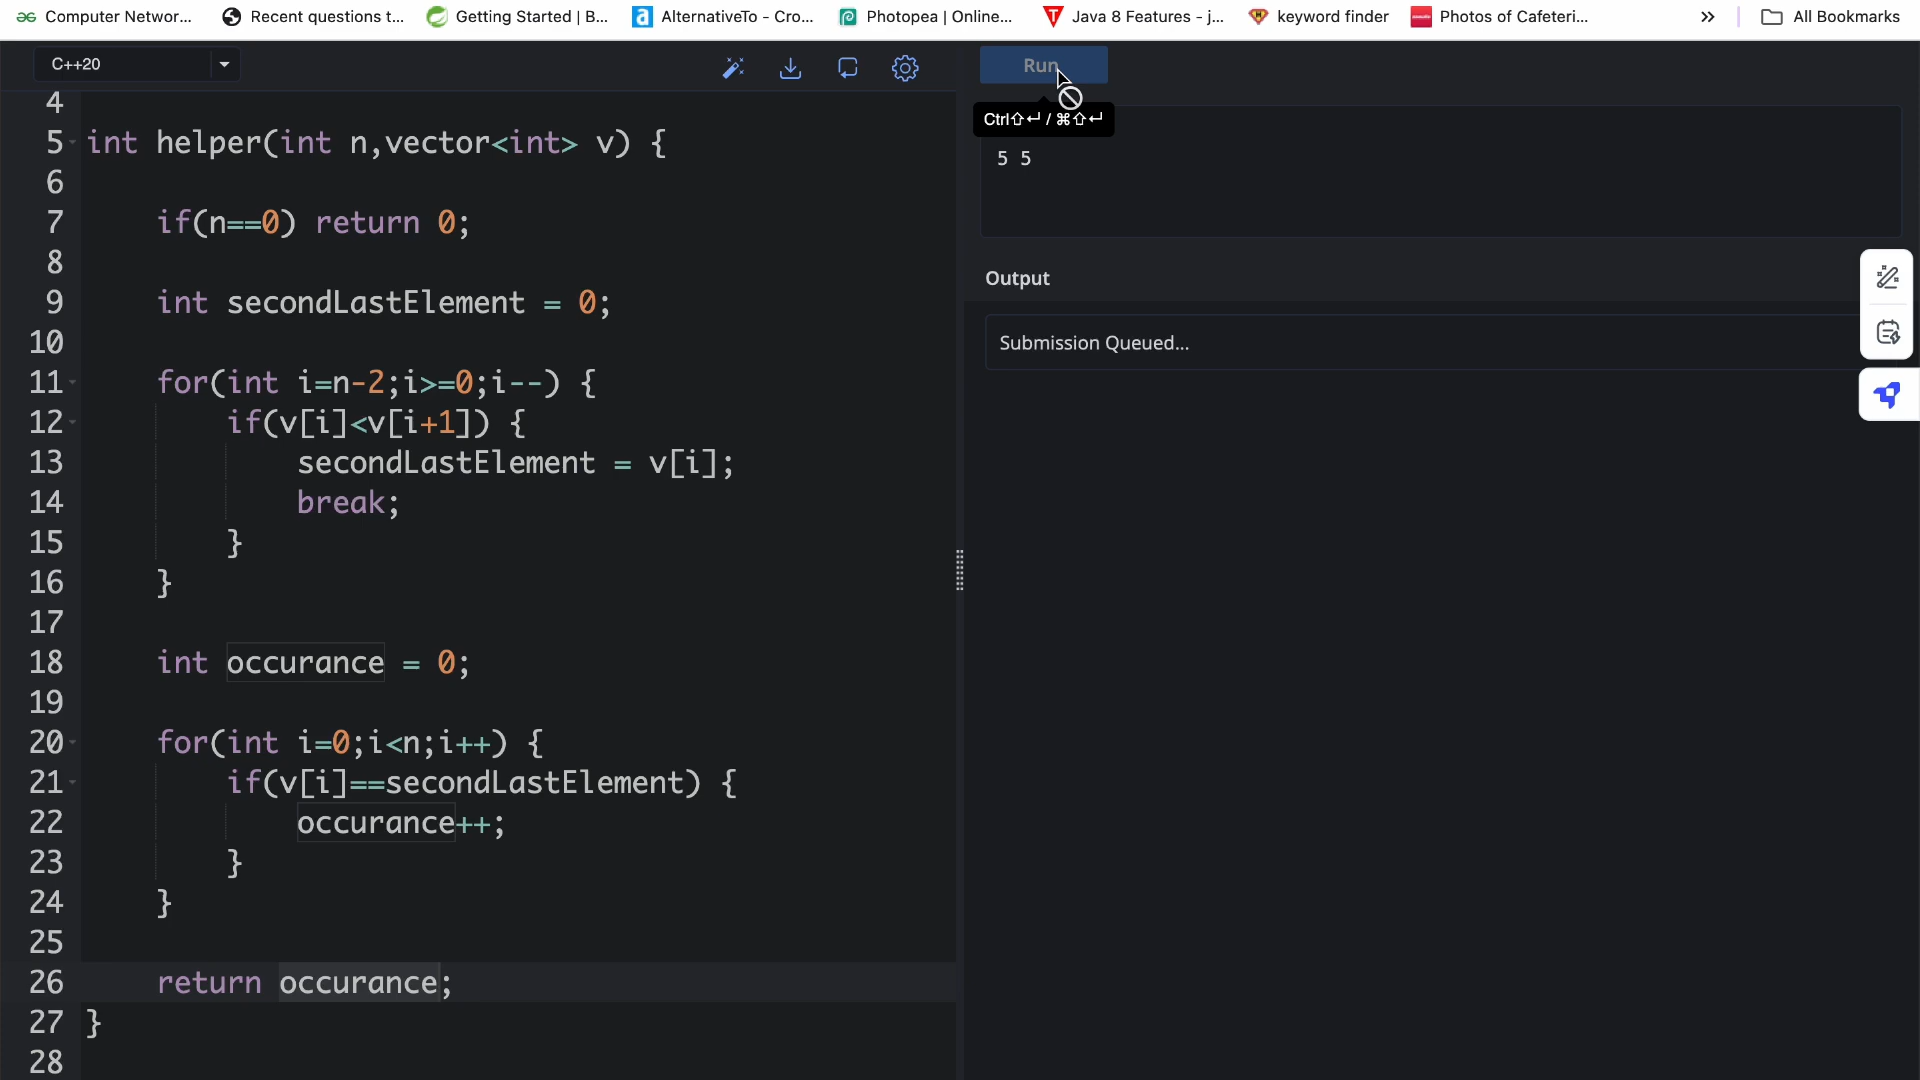 Computer Networ... Recent questions t... Getting Started | B... AlternativeTo - Cro... Photopea | Online... Java 8 Features - j... keyword finder Photos of Cafeteri... » All Bookmarks
C++20
Run
Ctrl⇧↵ / ⌘⇧↵
5 5
Output
Submission Queued...
4
5 int helper(int n,vector<int> v) {
6
7 if(n==0) return 0;
8
9 int secondLastElement = 0;
10
11 for(int i=n-2;i>=0;i--) {
12 if(v[i]<v[i+1]) {
13 secondLastElement = v[i];
14 break;
15 }
16 }
17
18 int occurance = 0;
19
20 for(int i=0;i<n;i++) {
21 if(v[i]==secondLastElement) {
22 occurance++;
23 }
24 }
25
26 return occurance;
27 }
28